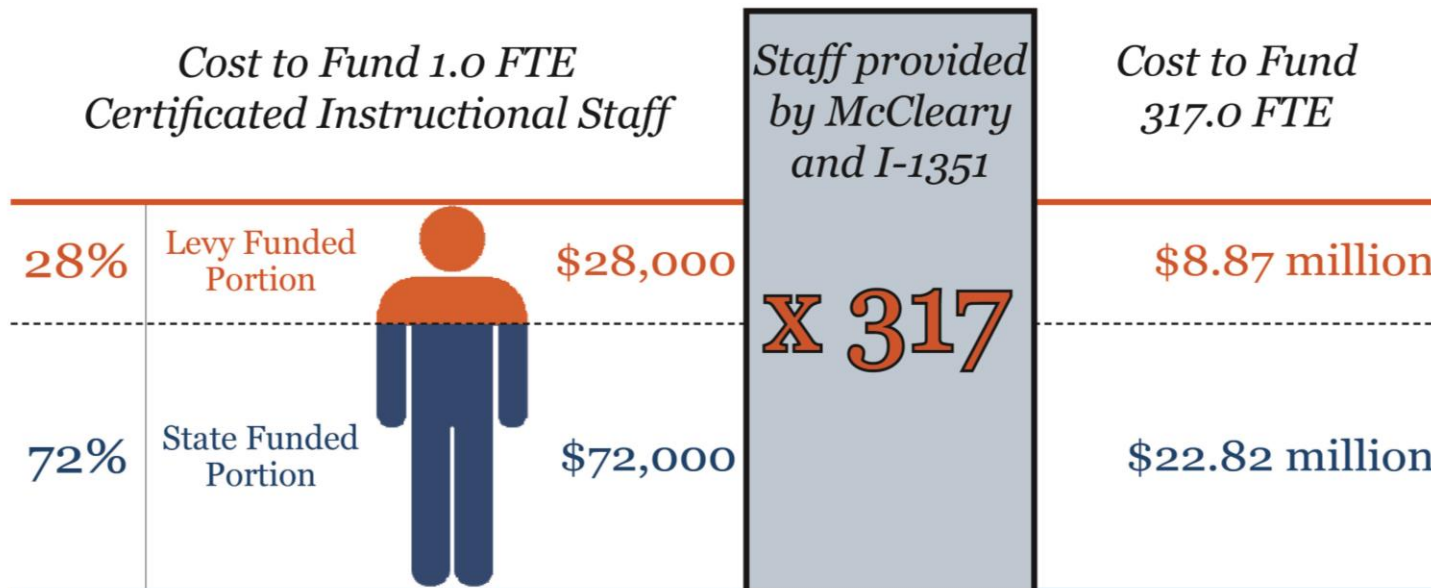 Cost to Fund 1.0 FTE
Certificated Instructional Staff
Staff provided
by McCleary
and I-1351
Cost to Fund
317.0 FTE
28%
Levy Funded
Portion
$28,000
x 317
$8.87 million
72%
State Funded
Portion
$72,000
$22.82 million